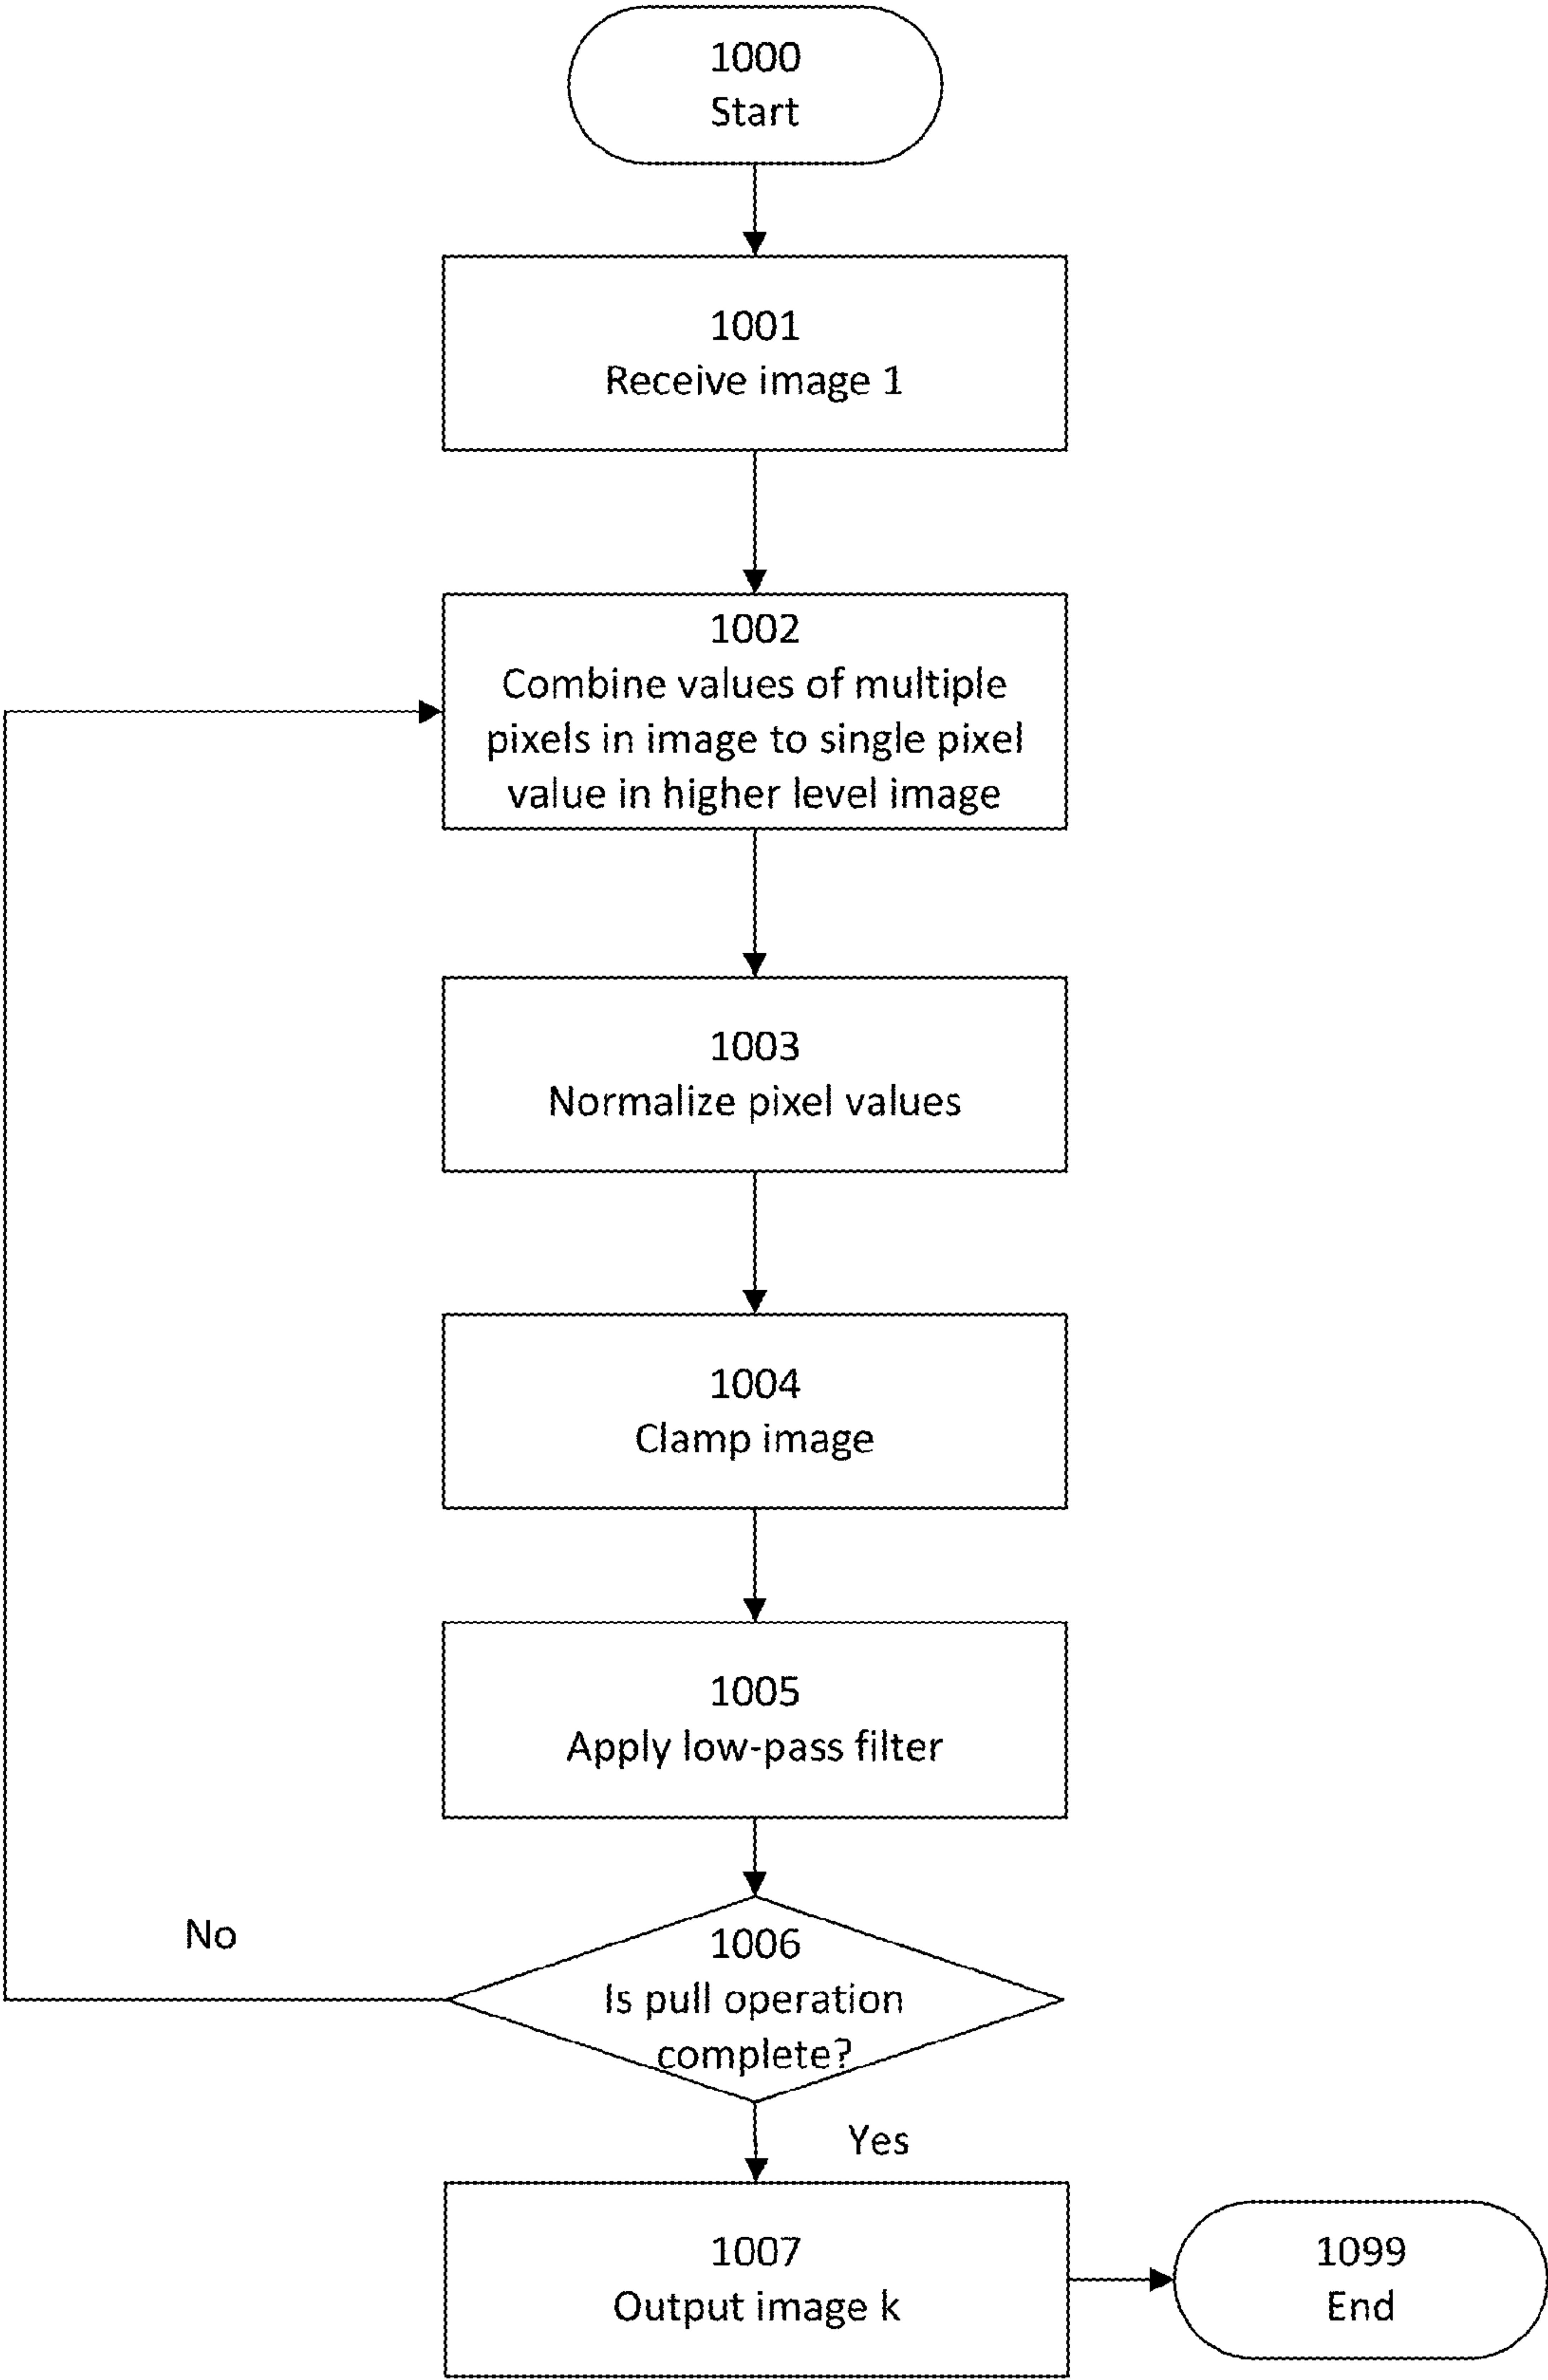 1000
Start
1001
Receive image 1
1002
Combine values of multiple
pixels in image to single pixel
value in higher level image
1003
Normalize pixel values
1004
Clamp image
1005
Apply low-pass filter
No
1006
Is pull operation
complete?
Yes
1007
Output image k
1099
End